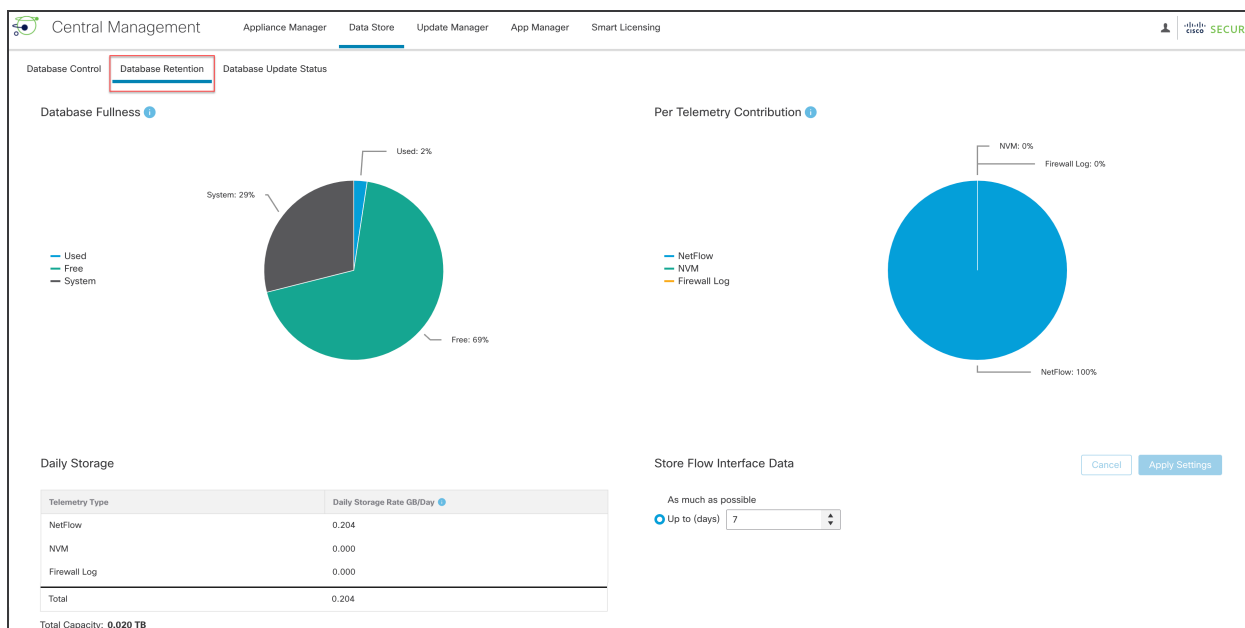 Central Management
Appliance Manager
Data Store
Update Manager
App Manager
Smart Licensing
cisco SECUR
Database Control
Database Retention
Database Update Status
Database Fullness
Used: 2%
System: 29%
Used
Free
System
Free: 69%
Per Telemetry Contribution
NVM: 0%
Firewall Log: 0%
NetFlow
NVM
Firewall Log
NetFlow: 100%
Daily Storage
Telemetry Type Daily Storage Rate GB/Day
NetFlow 0.204
NVM 0.000
Firewall Log 0.000
Total 0.204
Total Capacity: 0.020 TB
Store Flow Interface Data
Cancel
Apply Settings
As much as possible
Up to (days) 7